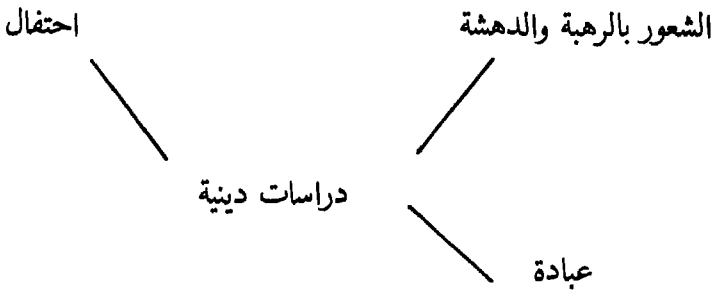 الشعور بالرهبة والدهشة
احتفال
دراسات دينية
عبادة